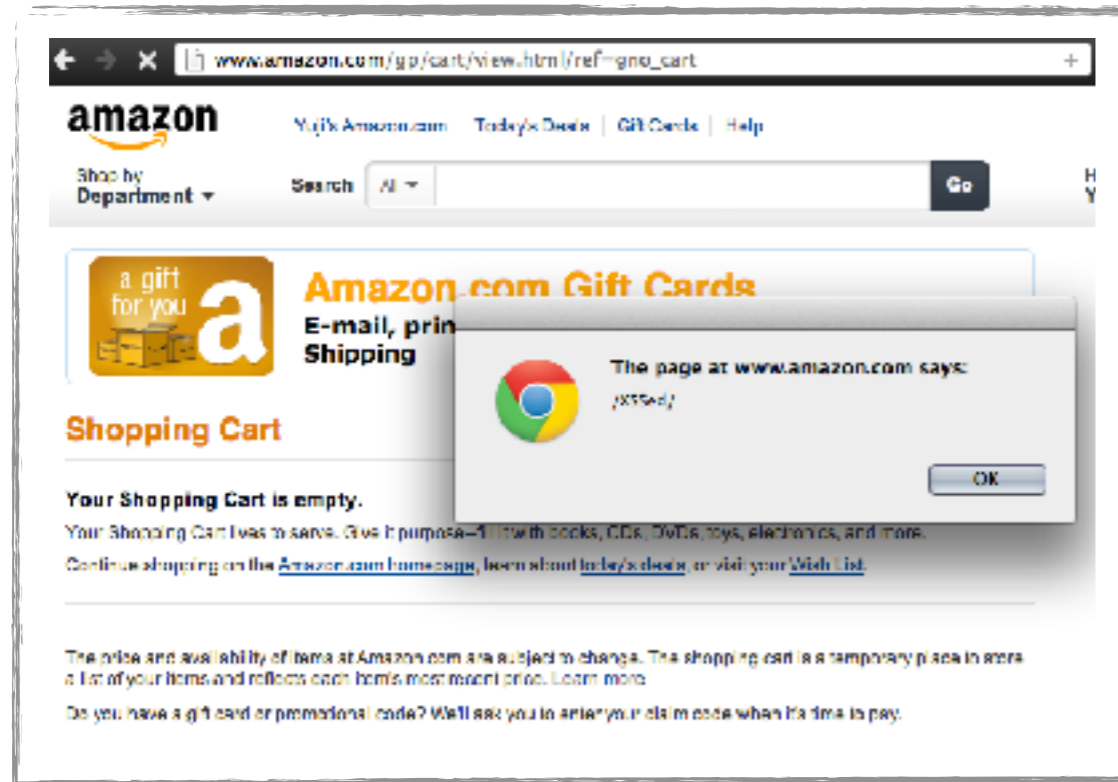 www.amazon.com/gp/cart/view.html/ref=gno_cart
amazon
Yuji's Amazon.com Today's Deals | Gift Cards | Help
Shop by
Department
Search All Go
H
Y
a gift
for you a
Amazon.com Gift Cards
E-mail, prin
Shipping
The page at www.amazon.com says:
/XSSed/
OK
Shopping Cart
Your Shopping Cart is empty.
Your Shopping Cart lives to serve. Give it purpose—fill it with books, CDs, DVDs, toys, electronics, and more.
Continue shopping on the Amazon.com homepage, learn about today's deals, or visit your Wish List.
The price and availability of items at Amazon.com are subject to change. The shopping cart is a temporary place to store
a list of your items and reflects each item's most recent price. Learn more
Do you have a gift card or promotional code? We'll ask you to enter your claim code when it's time to pay.